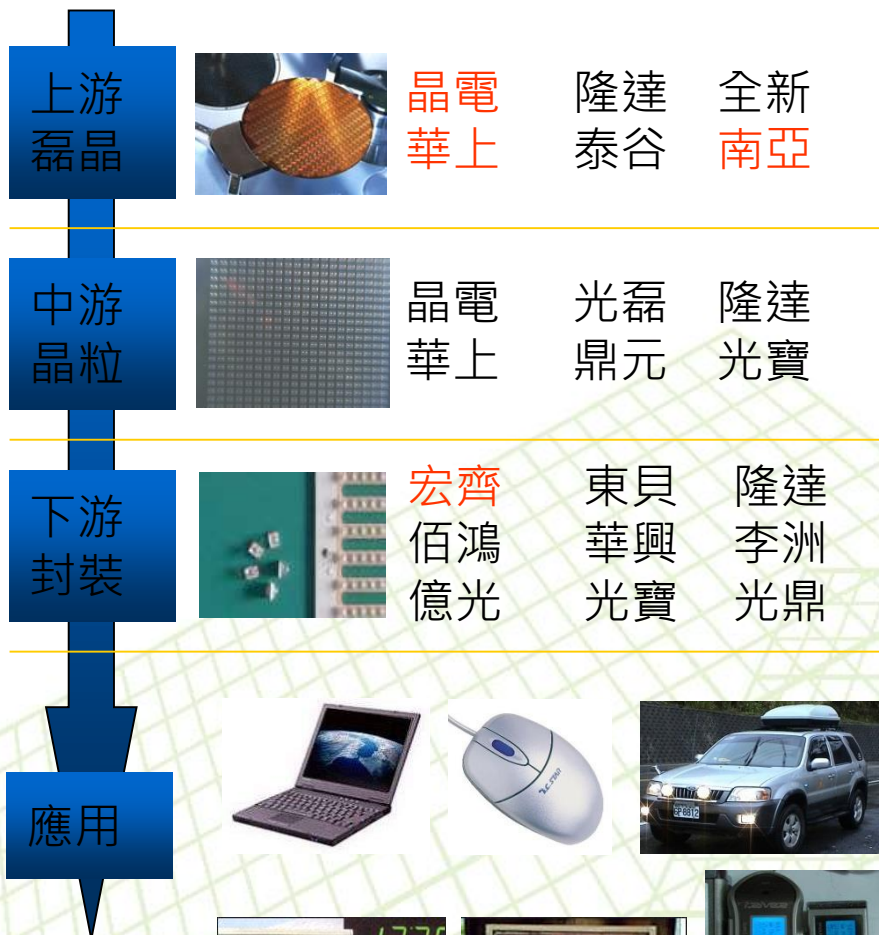 上游
磊晶
晶電 隆達 全新
華上 泰谷 南亞
中游
晶粒
晶電 光磊 隆達
華上 鼎元 光寶
下游
封裝
宏齊 東貝 隆達
佰鴻 華興 李洲
億光 光寶 光鼎
應用